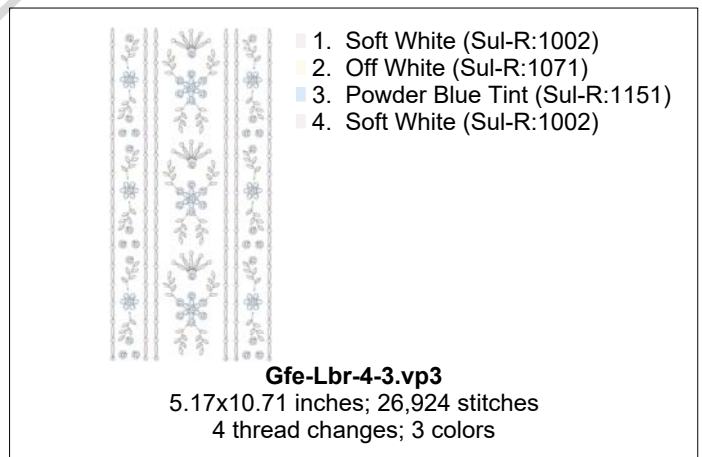 1. Soft White (Sul-R:1002)
2. Off White (Sul-R:1071)
3. Powder Blue Tint (Sul-R:1151)
4. Soft White (Sul-R:1002)
Gfe-Lbr-4-3.vp3
5.17x10.71 inches; 26,924 stitches
4 thread changes; 3 colors